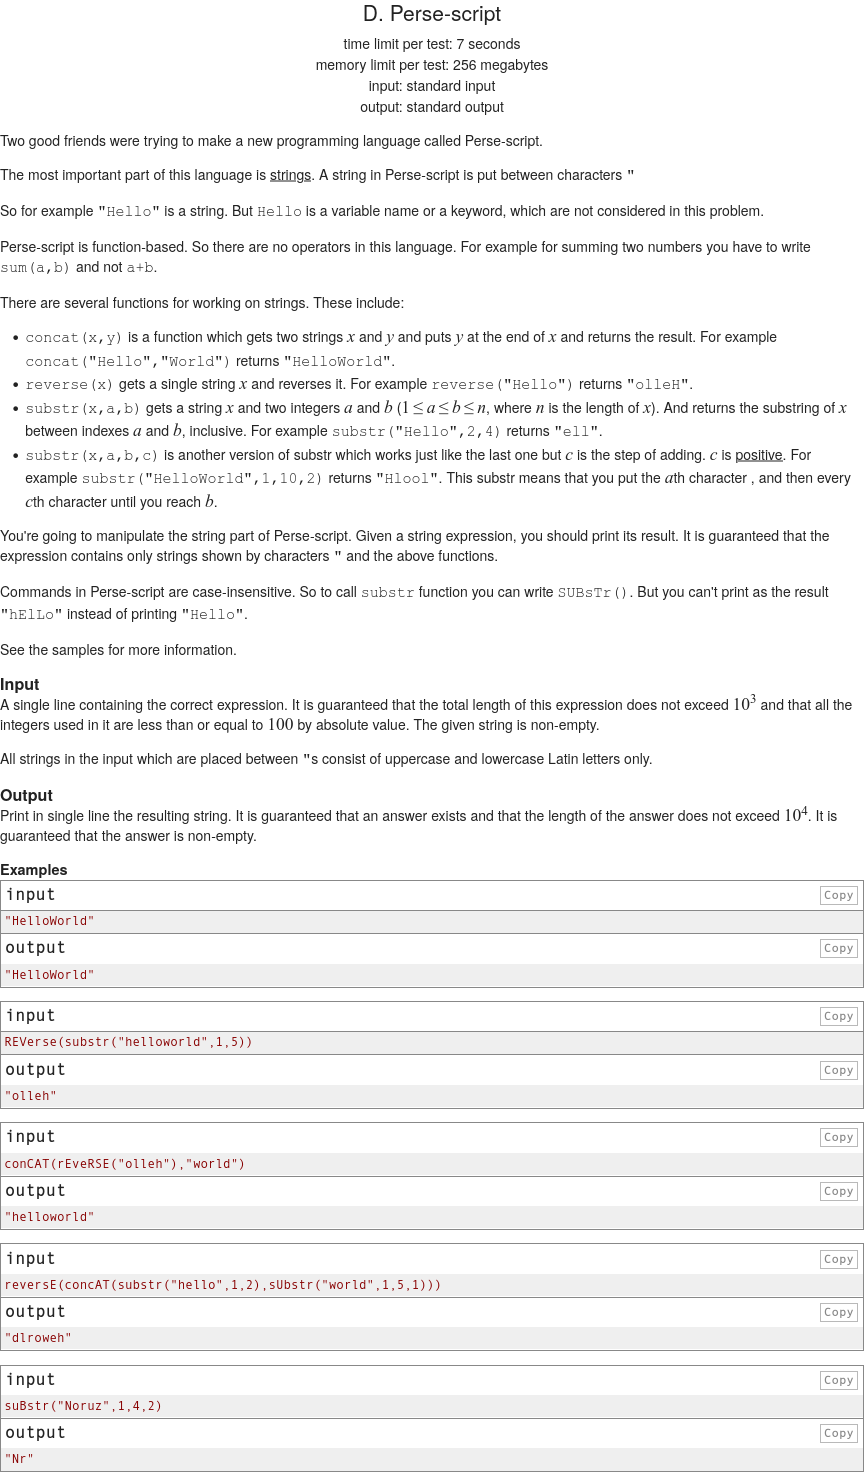 D. Perse-script
time limit per test: 7 seconds
memory limit per test: 256 megabytes
input: standard input
output: standard output
Two good friends were trying to make a new programming language called Perse-script.
The most important part of this language is strings. A string in Perse-script is put between characters "
So for example "Hello" is a string. But Hello is a variable name or a keyword, which are not considered in this problem.
Perse-script is function-based. So there are no operators in this language. For example for summing two numbers you have to write
sum(a,b) and not a+b.
There are several functions for working on strings. These include:
• concat(x,y) is a function which gets two strings x and y and puts y at the end of x and returns the result. For example
concat("Hello","World") returns "HelloWorld".
• reverse(x) gets a single string x and reverses it. For example reverse("Hello") returns "olleH".
• substr(x,a,b) gets a string x and two integers a and b (1 ≤ a ≤ b ≤ n, where n is the length of x). And returns the substring of x
between indexes a and b, inclusive. For example substr("Hello",2,4) returns "ell".
• substr(x,a,b,c) is another version of substr which works just like the last one but c is the step of adding. c is positive. For
example substr("HelloWorld",1,10,2) returns "Hlool". This substr means that you put the ath character , and then every
cth character until you reach b.
You're going to manipulate the string part of Perse-script. Given a string expression, you should print its result. It is guaranteed that the
expression contains only strings shown by characters " and the above functions.
Commands in Perse-script are case-insensitive. So to call substr function you can write SUBsTr(). But you can't print as the result
"hElLo" instead of printing "Hello".
See the samples for more information.
Input
A single line containing the correct expression. It is guaranteed that the total length of this expression does not exceed 10^3 and that all the
integers used in it are less than or equal to 100 by absolute value. The given string is non-empty.
All strings in the input which are placed between "s consist of uppercase and lowercase Latin letters only.
Output
Print in single line the resulting string. It is guaranteed that an answer exists and that the length of the answer does not exceed 10^4. It is
guaranteed that the answer is non-empty.
Examples
input Copy
"HelloWorld"
output Copy
"HelloWorld"
input Copy
REVerse(substr("helloworld",1,5))
output Copy
"olleh"
input Copy
conCAT(rEveRSE("olleh"),"world")
output Copy
"helloworld"
input Copy
reversE(concAT(substr("hello",1,2),sUbstr("world",1,5,1)))
output Copy
"dlroweh"
input Copy
suBstr("Noruz",1,4,2)
output Copy
"Nr"